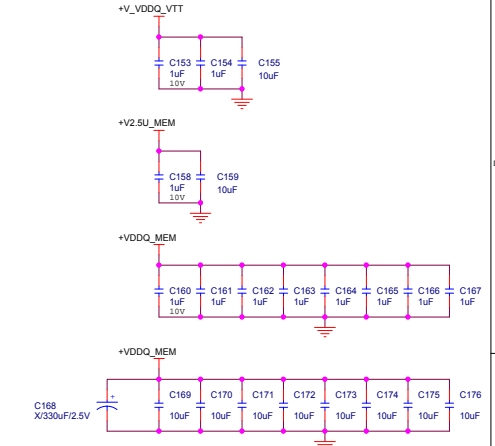 +V_VDDQ_VTT
C153 C154 C155
1uF 1uF 10uF
10V
+V2.5U_MEM
C158 C159
1uF 10uF
10V
+VDDQ_MEM
C160 C161 C162 C163 C164 C165 C166 C167
1uF 1uF 1uF 1uF 1uF 1uF 1uF 1uF
10V
+VDDQ_MEM
C168
X/330uF/2.5V
+
C169 C170 C171 C172 C173 C174 C175 C176
10uF 10uF 10uF 10uF 10uF 10uF 10uF 10uF